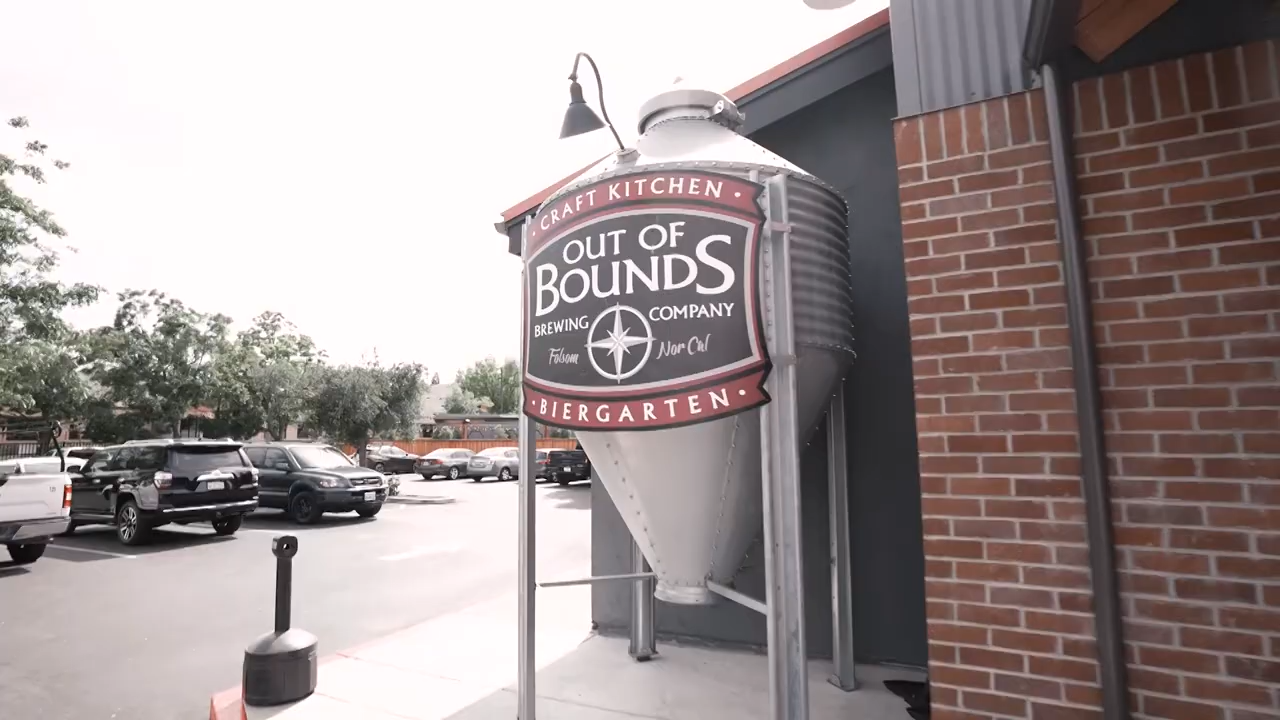 · CRAFT KITCHEN ·
OUT OF
BOUNDS
BREWING COMPANY
Folsom Nor Cal
· BIERGARTEN ·